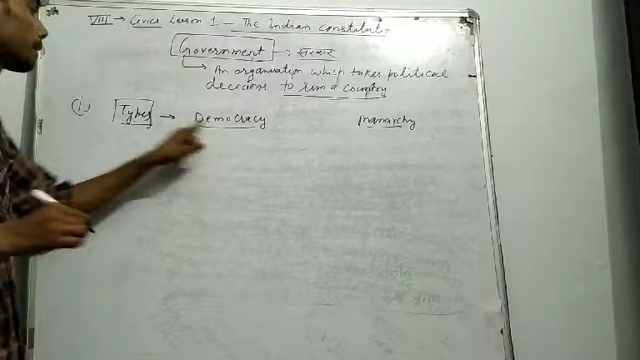 VIII → Civics Lesson 1 – The Indian constitution
Government → सरकार
→ An organisation which takes political
decisions to run a country
(i) Types → Democracy Monarchy